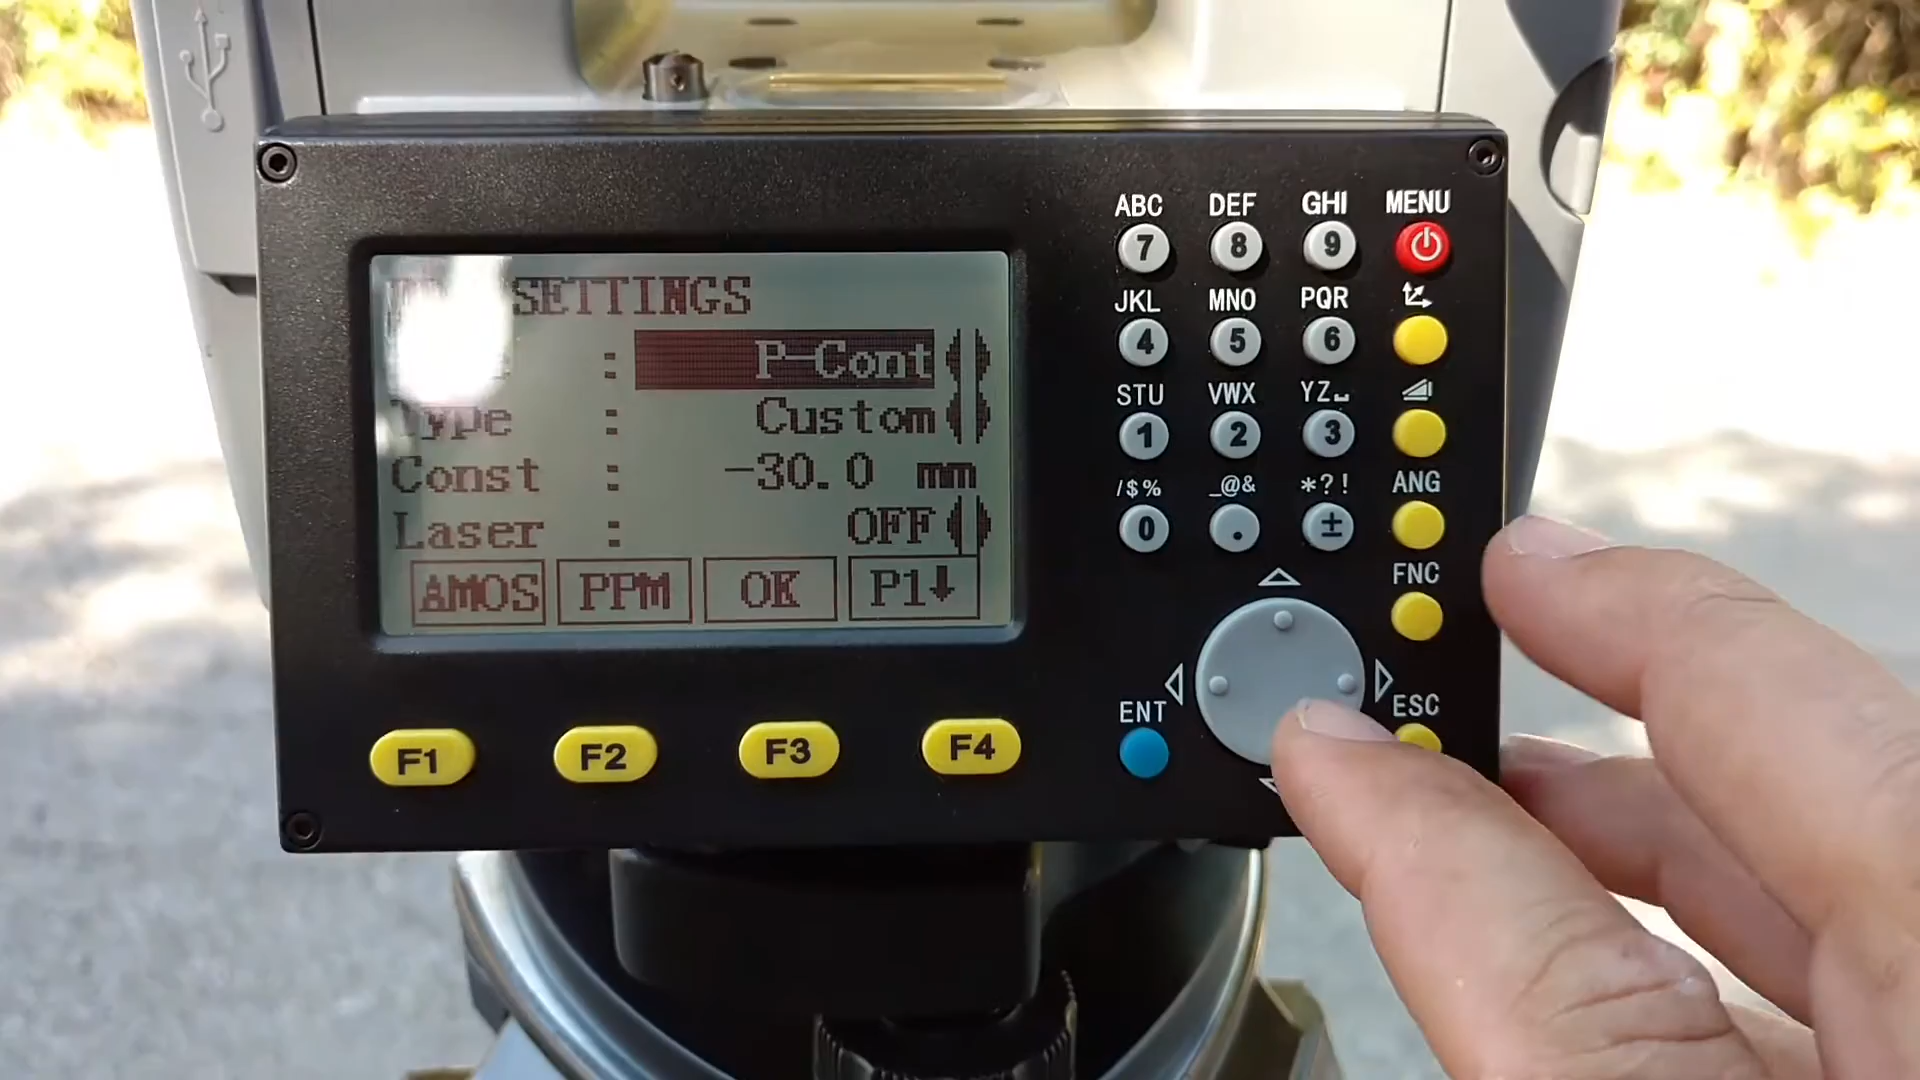 SETTINGS
: P-Cont
Type : Custom
Const : -30.0 mm
Laser : OFF
AMOS PPM OK P1↓
F1 F2 F3 F4
ABC DEF GHI MENU
7 8 9
JKL MNO PQR
4 5 6
STU VWX YZ␣
1 2 3
/$% _@& *?! ANG
0 . ±
FNC
ENT ESC